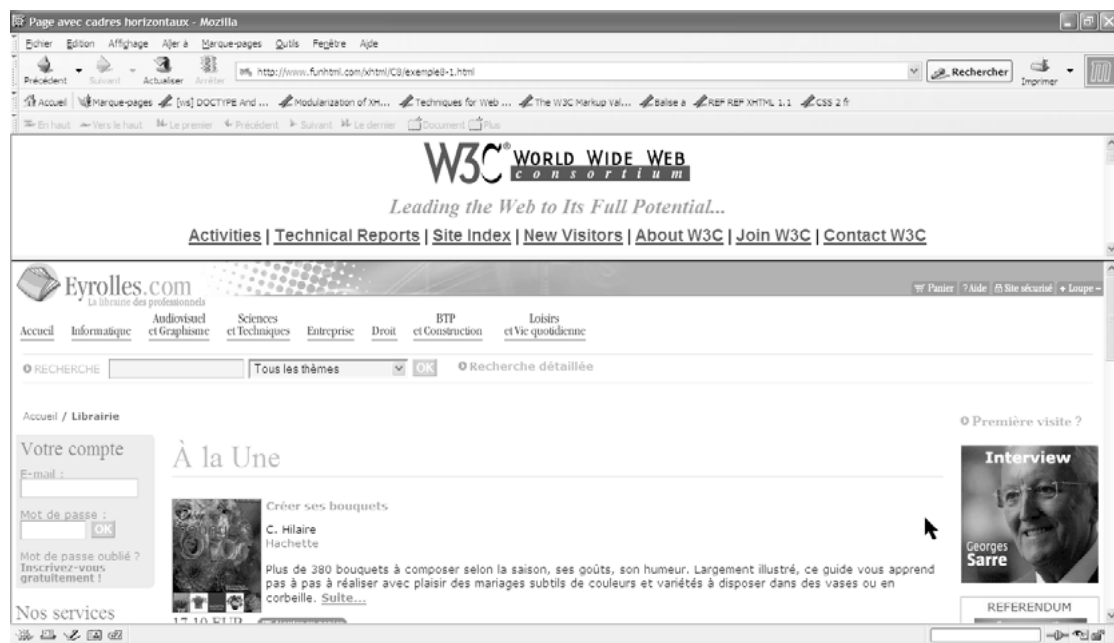 Page avec cadres horizontaux - Mozilla
Fichier Edition Affichage Aller à Marque-pages Outils Fenêtre Aide
Précédent Suivant Actualiser Arrêter http://www.funhtml.com/xhtml/C8/exemple8-1.html Rechercher Imprimer
Accueil Marque-pages [ws] DOCTYPE And ... Modularization of XH... Techniques for Web ... The W3C Markup Val... Balise a REF REF XHTML 1.1 CSS 2 fr
En haut Vers le haut Le premier Précédent Suivant Le dernier Document Plus
W3C® WORLD WIDE WEB
consortium
Leading the Web to Its Full Potential...
Activities | Technical Reports | Site Index | New Visitors | About W3C | Join W3C | Contact W3C
Eyrolles.com
La librairie des professionnels
Panier ? Aide Site sécurisé + Loupe –
Accueil Informatique Audiovisuel et Graphisme Sciences et Techniques Entreprise Droit BTP et Construction Loisirs et Vie quotidienne
RECHERCHE Tous les thèmes OK Recherche détaillée
Accueil / Librairie
Première visite ?
Votre compte
E-mail :
Mot de passe :
OK
Mot de passe oublié ?
Inscrivez-vous
gratuitement !
Nos services
À la Une
Créer ses bouquets
C. Hilaire
Hachette
Plus de 380 bouquets à composer selon la saison, ses goûts, son humeur. Largement illustré, ce guide vous apprend
pas à pas à réaliser avec plaisir des mariages subtils de couleurs et variétés à disposer dans des vases ou en
corbeille. Suite...
17.10 EUR
Interview
Georges
Sarre
REFERENDUM